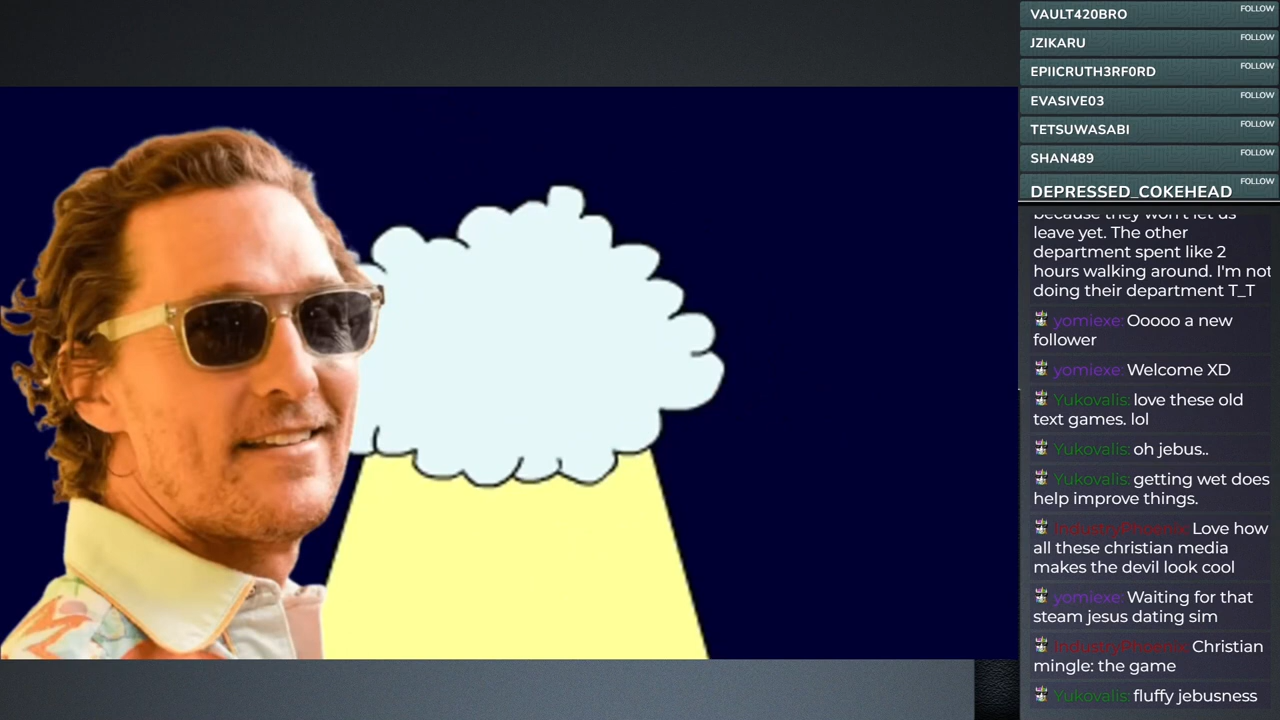 VAULT420BRO FOLLOW
JZIKARU FOLLOW
EPIICRUTH3RF0RD FOLLOW
EVASIVE03 FOLLOW
TETSUWASABI FOLLOW
SHAN489 FOLLOW
DEPRESSED_COKEHEAD FOLLOW
because they won't let us
leave yet. The other
department spent like 2
hours walking around. I'm not
doing their department T_T
yomiexe: Ooooo a new
follower
yomiexe: Welcome XD
Yukovalis: love these old
text games. lol
Yukovalis: oh jebus..
Yukovalis: getting wet does
help improve things.
IndustryPhoenix: Love how
all these christian media
makes the devil look cool
yomiexe: Waiting for that
steam jesus dating sim
IndustryPhoenix: Christian
mingle: the game
Yukovalis: fluffy jebusness